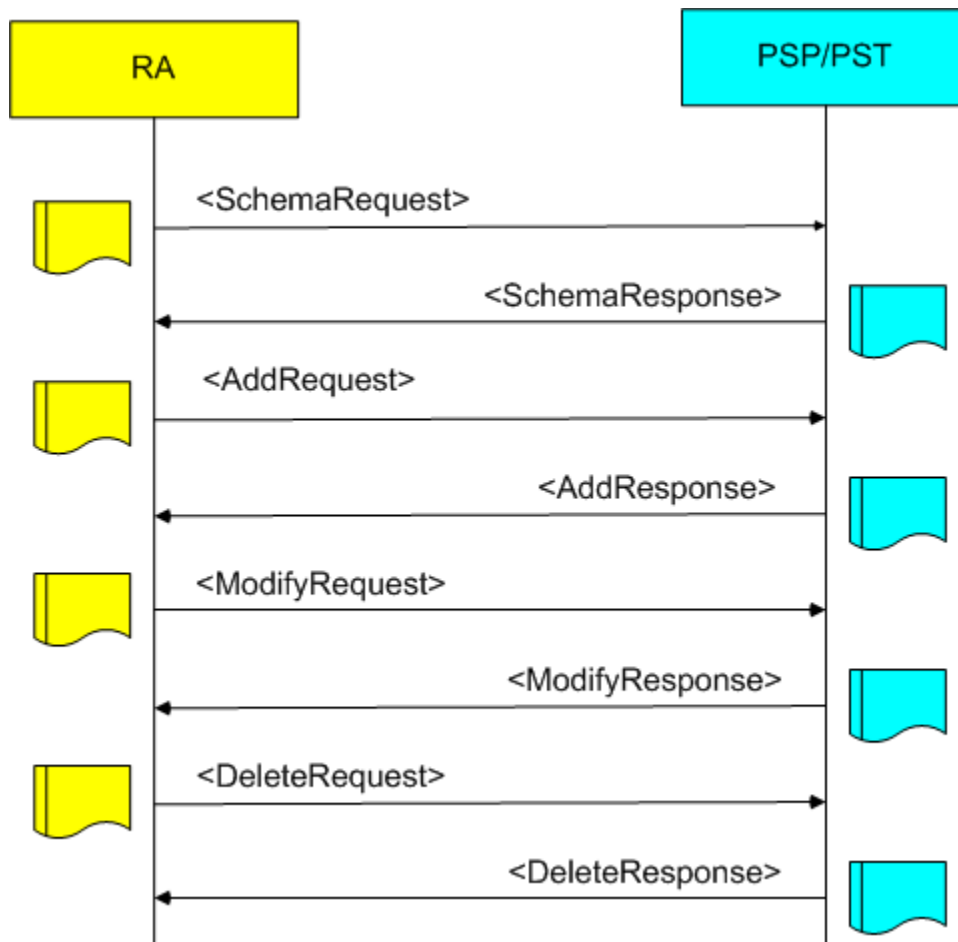 RA
PSP/PST
<SchemaRequest>
<SchemaResponse>
<AddRequest>
<AddResponse>
<ModifyRequest>
<ModifyResponse>
<DeleteRequest>
<DeleteResponse>